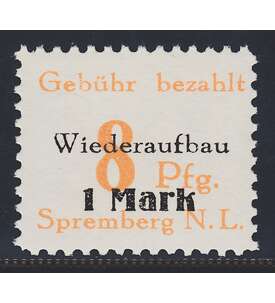 Gebühr bezahlt
Wiederaufbau
8 Pfg.
1 Mark
Spremberg N.L.